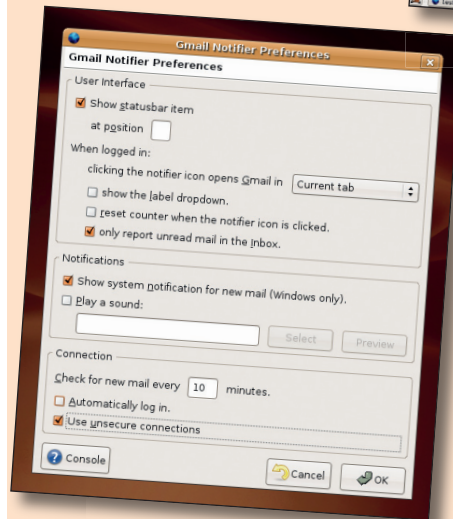 Gmail Notifier Preferences
Gmail Notifier Preferences
User Interface
Show statusbar item
at position
When logged in:
clicking the notifier icon opens Gmail in Current tab
show the label dropdown.
reset counter when the notifier icon is clicked.
only report unread mail in the Inbox.
Notifications
Show system notification for new mail (Windows only).
Play a sound:
Select Preview
Connection
Check for new mail every 10 minutes.
Automatically log in.
Use unsecure connections
Console Cancel OK